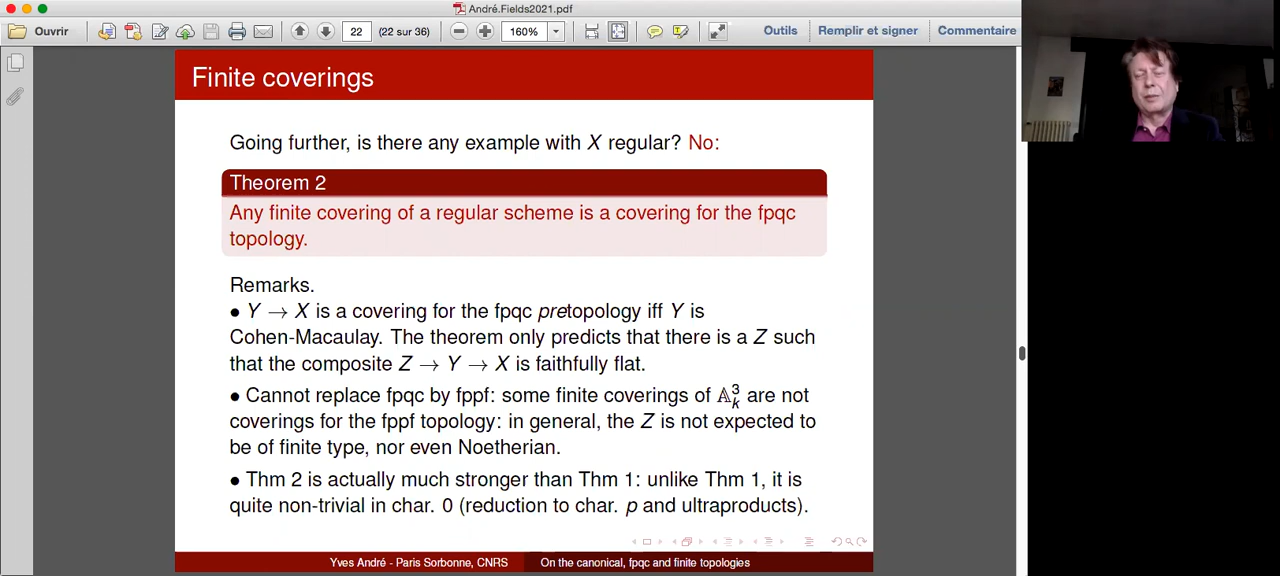 André.Fields2021.pdf
Ouvrir
22
(22 sur 36)
160%
Outils
Remplir et signer
Commentaire
Finite coverings
Going further, is there any example with X regular? No:
Theorem 2
Any finite covering of a regular scheme is a covering for the fpqc
topology.
Remarks.
• Y → X is a covering for the fpqc pretopology iff Y is
Cohen-Macaulay. The theorem only predicts that there is a Z such
that the composite Z → Y → X is faithfully flat.
• Cannot replace fpqc by fppf: some finite coverings of 𝔸³ₖ are not
coverings for the fppf topology: in general, the Z is not expected to
be of finite type, nor even Noetherian.
• Thm 2 is actually much stronger than Thm 1: unlike Thm 1, it is
quite non-trivial in char. 0 (reduction to char. p and ultraproducts).
Yves André - Paris Sorbonne, CNRS
On the canonical, fpqc and finite topologies